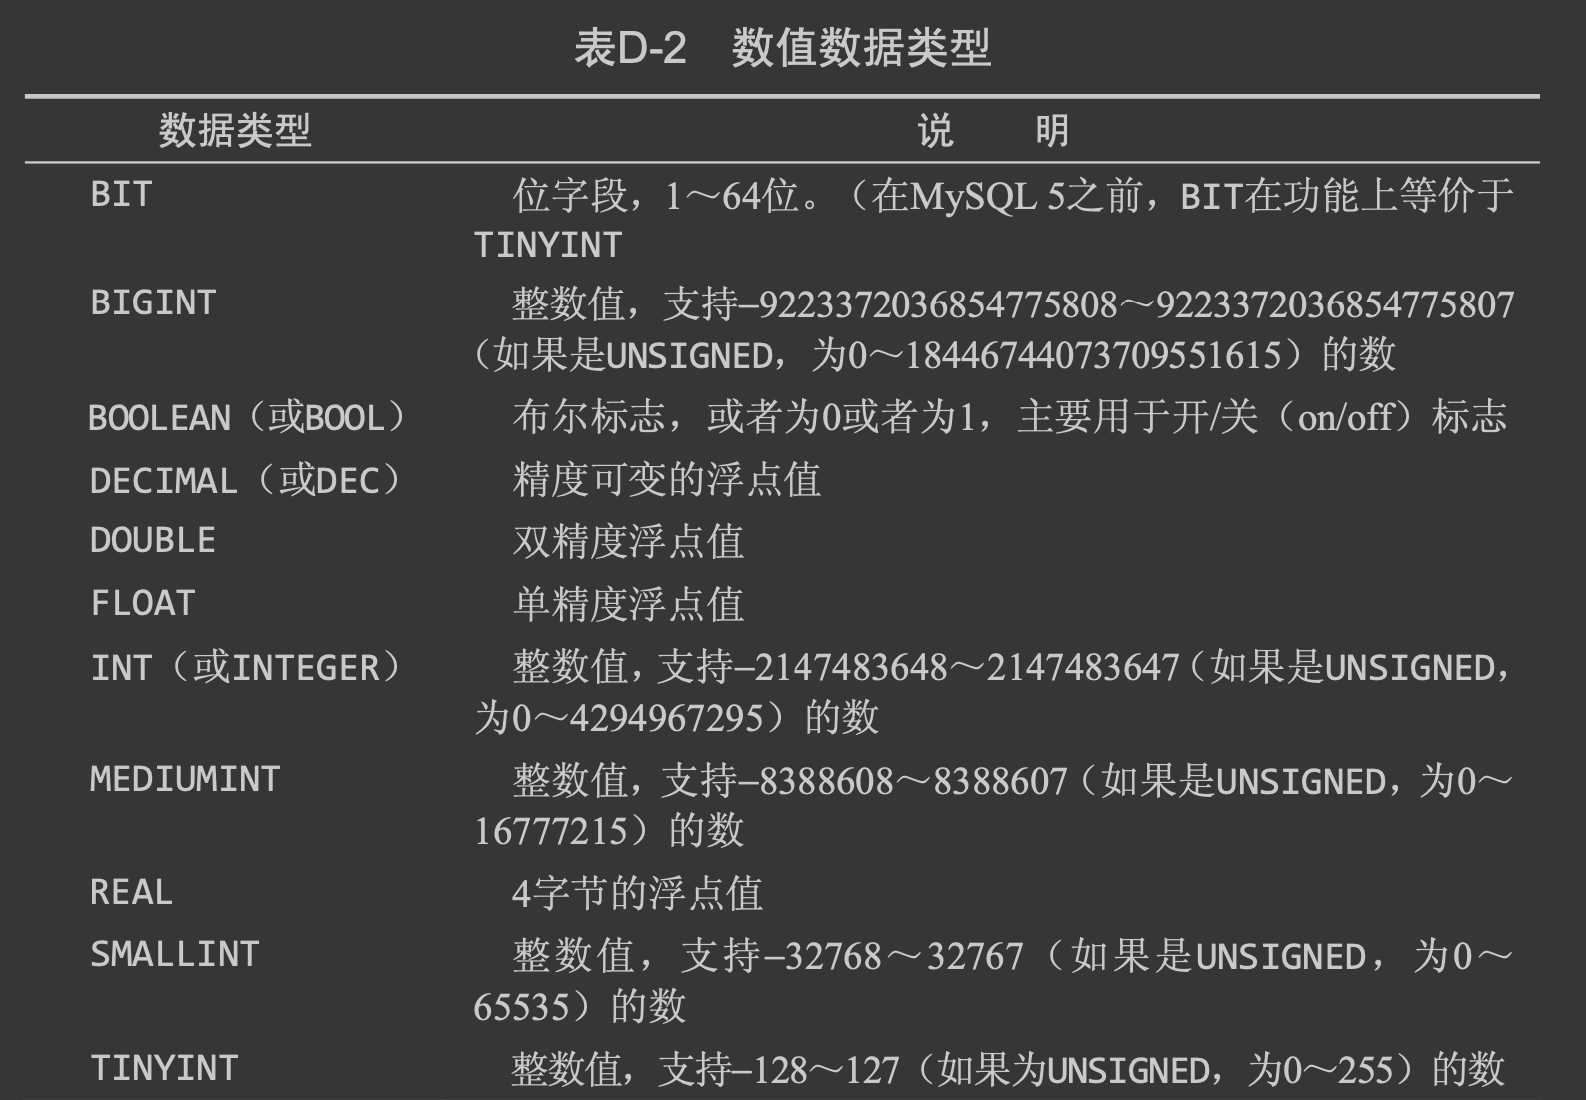 表D-2 数值数据类型
数据类型 说 明
BIT 位字段，1～64位。（在MySQL 5之前，BIT在功能上等价于
TINYINT
BIGINT 整数值，支持–9223372036854775808～9223372036854775807
（如果是UNSIGNED，为0～18446744073709551615）的数
BOOLEAN（或BOOL） 布尔标志，或者为0或者为1，主要用于开/关（on/off）标志
DECIMAL（或DEC） 精度可变的浮点值
DOUBLE 双精度浮点值
FLOAT 单精度浮点值
INT（或INTEGER） 整数值，支持–2147483648～2147483647（如果是UNSIGNED，
为0～4294967295）的数
MEDIUMINT 整数值，支持–8388608～8388607（如果是UNSIGNED，为0～
16777215）的数
REAL 4字节的浮点值
SMALLINT 整数值，支持–32768～32767（如果是UNSIGNED，为0～
65535）的数
TINYINT 整数值，支持–128～127（如果为UNSIGNED，为0～255）的数